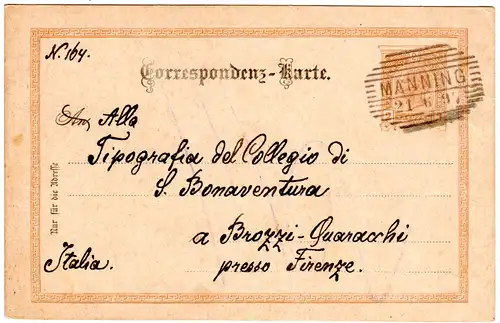 N. 164.
Correspondenz-Karte.
MANNING
21 6 97
An Alla
Tipografia del Collegio di
S. Bonaventura
a Brozzi-Quaracchi
Italia. presso Firenze.
Nur für die Adresse